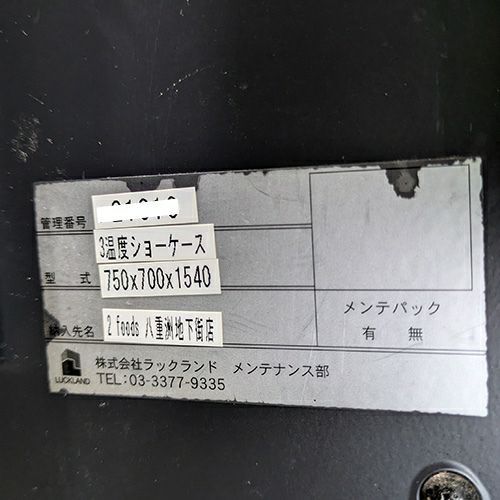 管理番号
3温度ショーケース
型式 750x700x1540
納入先名 2 foods 八重洲地下街店
メンテパック
有 無
LUCKLAND
株式会社ラックランド メンテナンス部
TEL:03-3377-9335